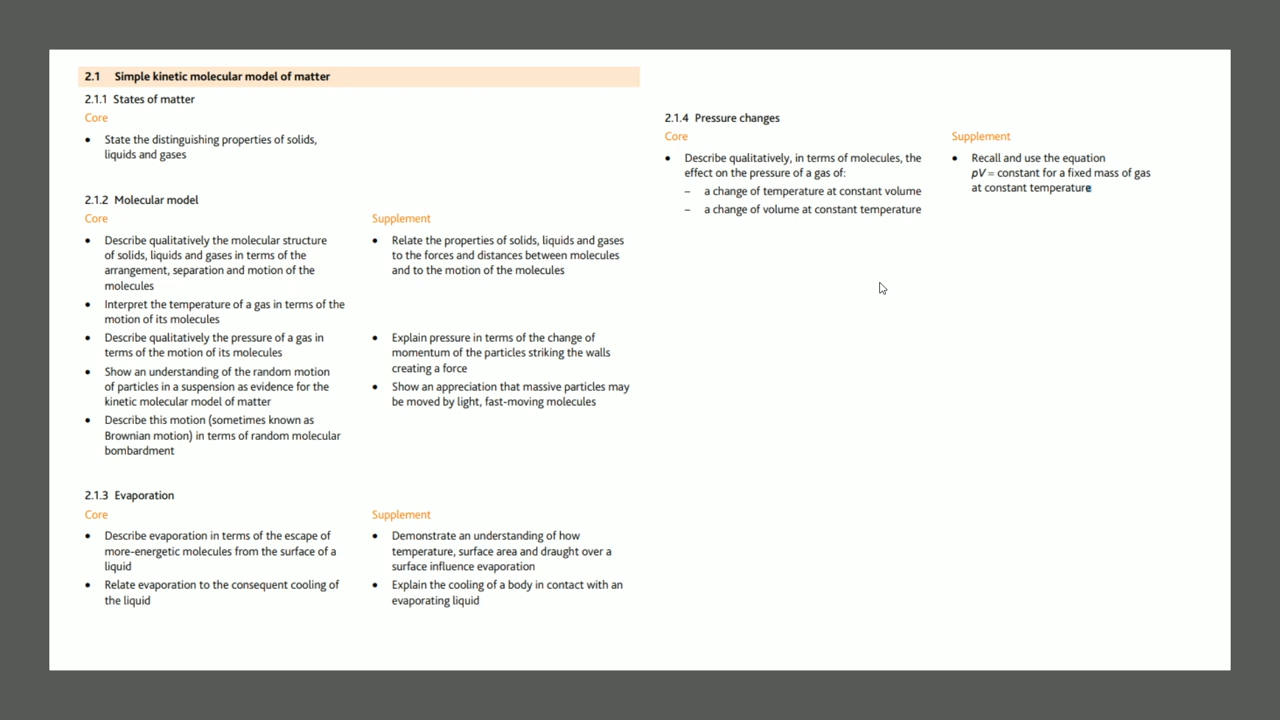 2.1 Simple kinetic molecular model of matter
2.1.1 States of matter
Core
• State the distinguishing properties of solids,
liquids and gases
2.1.2 Molecular model
Core
• Describe qualitatively the molecular structure
of solids, liquids and gases in terms of the
arrangement, separation and motion of the
molecules
• Interpret the temperature of a gas in terms of the
motion of its molecules
• Describe qualitatively the pressure of a gas in
terms of the motion of its molecules
• Show an understanding of the random motion
of particles in a suspension as evidence for the
kinetic molecular model of matter
• Describe this motion (sometimes known as
Brownian motion) in terms of random molecular
bombardment
Supplement
• Relate the properties of solids, liquids and gases
to the forces and distances between molecules
and to the motion of the molecules
• Explain pressure in terms of the change of
momentum of the particles striking the walls
creating a force
• Show an appreciation that massive particles may
be moved by light, fast-moving molecules
2.1.3 Evaporation
Core
• Describe evaporation in terms of the escape of
more-energetic molecules from the surface of a
liquid
• Relate evaporation to the consequent cooling of
the liquid
Supplement
• Demonstrate an understanding of how
temperature, surface area and draught over a
surface influence evaporation
• Explain the cooling of a body in contact with an
evaporating liquid
2.1.4 Pressure changes
Core
• Describe qualitatively, in terms of molecules, the
effect on the pressure of a gas of:
– a change of temperature at constant volume
– a change of volume at constant temperature
Supplement
• Recall and use the equation
pV = constant for a fixed mass of gas
at constant temperature